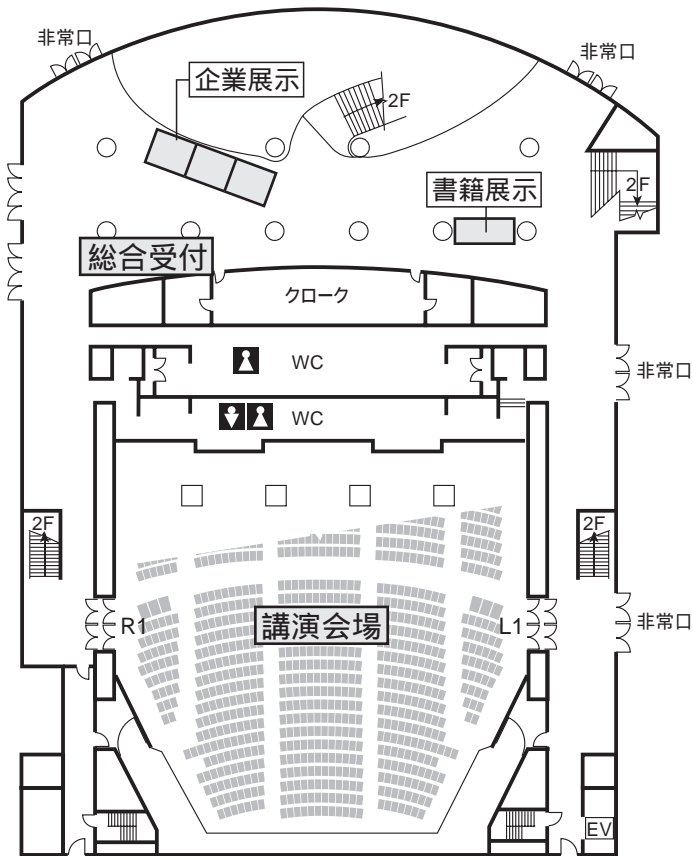 非常口
非常口
企業展示
2F
2F
書籍展示
総合受付
クローク
WC
非常口
WC
2F
2F
R1
講演会場
L1
非常口
EV